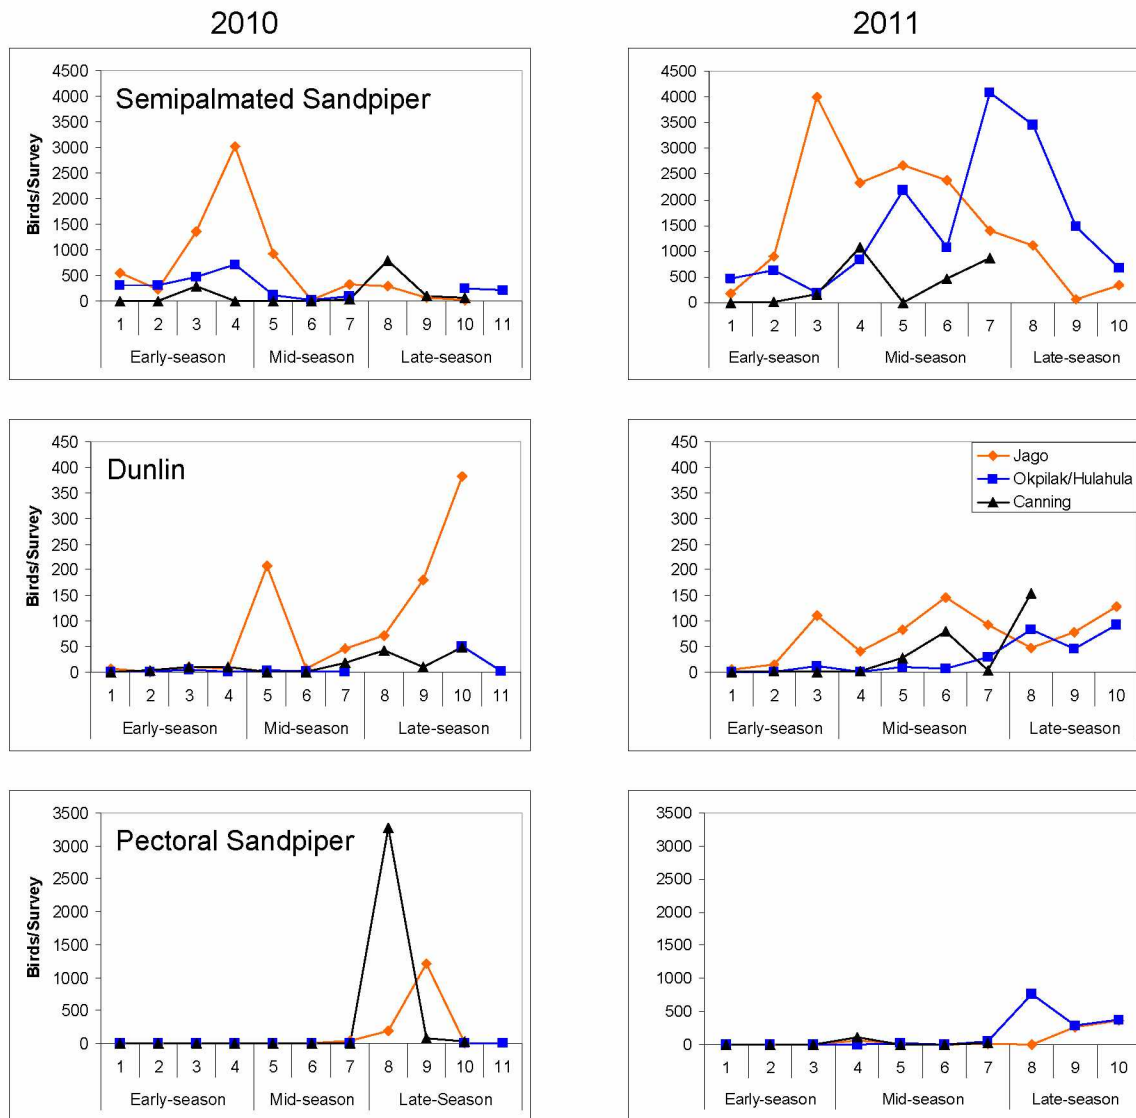 2010
2011
Semipalmated Sandpiper
Birds/Survey
4500
4000
3500
3000
2500
2000
1500
1000
500
0
1 2 3 4 5 6 7 8 9 10 11
Early-season Mid-season Late-season
4500
4000
3500
3000
2500
2000
1500
1000
500
0
1 2 3 4 5 6 7 8 9 10
Early-season Mid-season Late-season
Dunlin
Birds/Survey
450
400
350
300
250
200
150
100
50
0
1 2 3 4 5 6 7 8 9 10 11
Early-season Mid-season Late-season
450
400
350
300
250
200
150
100
50
0
Jago
Okpilak/Hulahula
Canning
1 2 3 4 5 6 7 8 9 10
Early-season Mid-season Late-season
Pectoral Sandpiper
Birds/Survey
3500
3000
2500
2000
1500
1000
500
0
1 2 3 4 5 6 7 8 9 10 11
Early-season Mid-season Late-Season
3500
3000
2500
2000
1500
1000
500
0
1 2 3 4 5 6 7 8 9 10
Early-season Mid-season Late-season